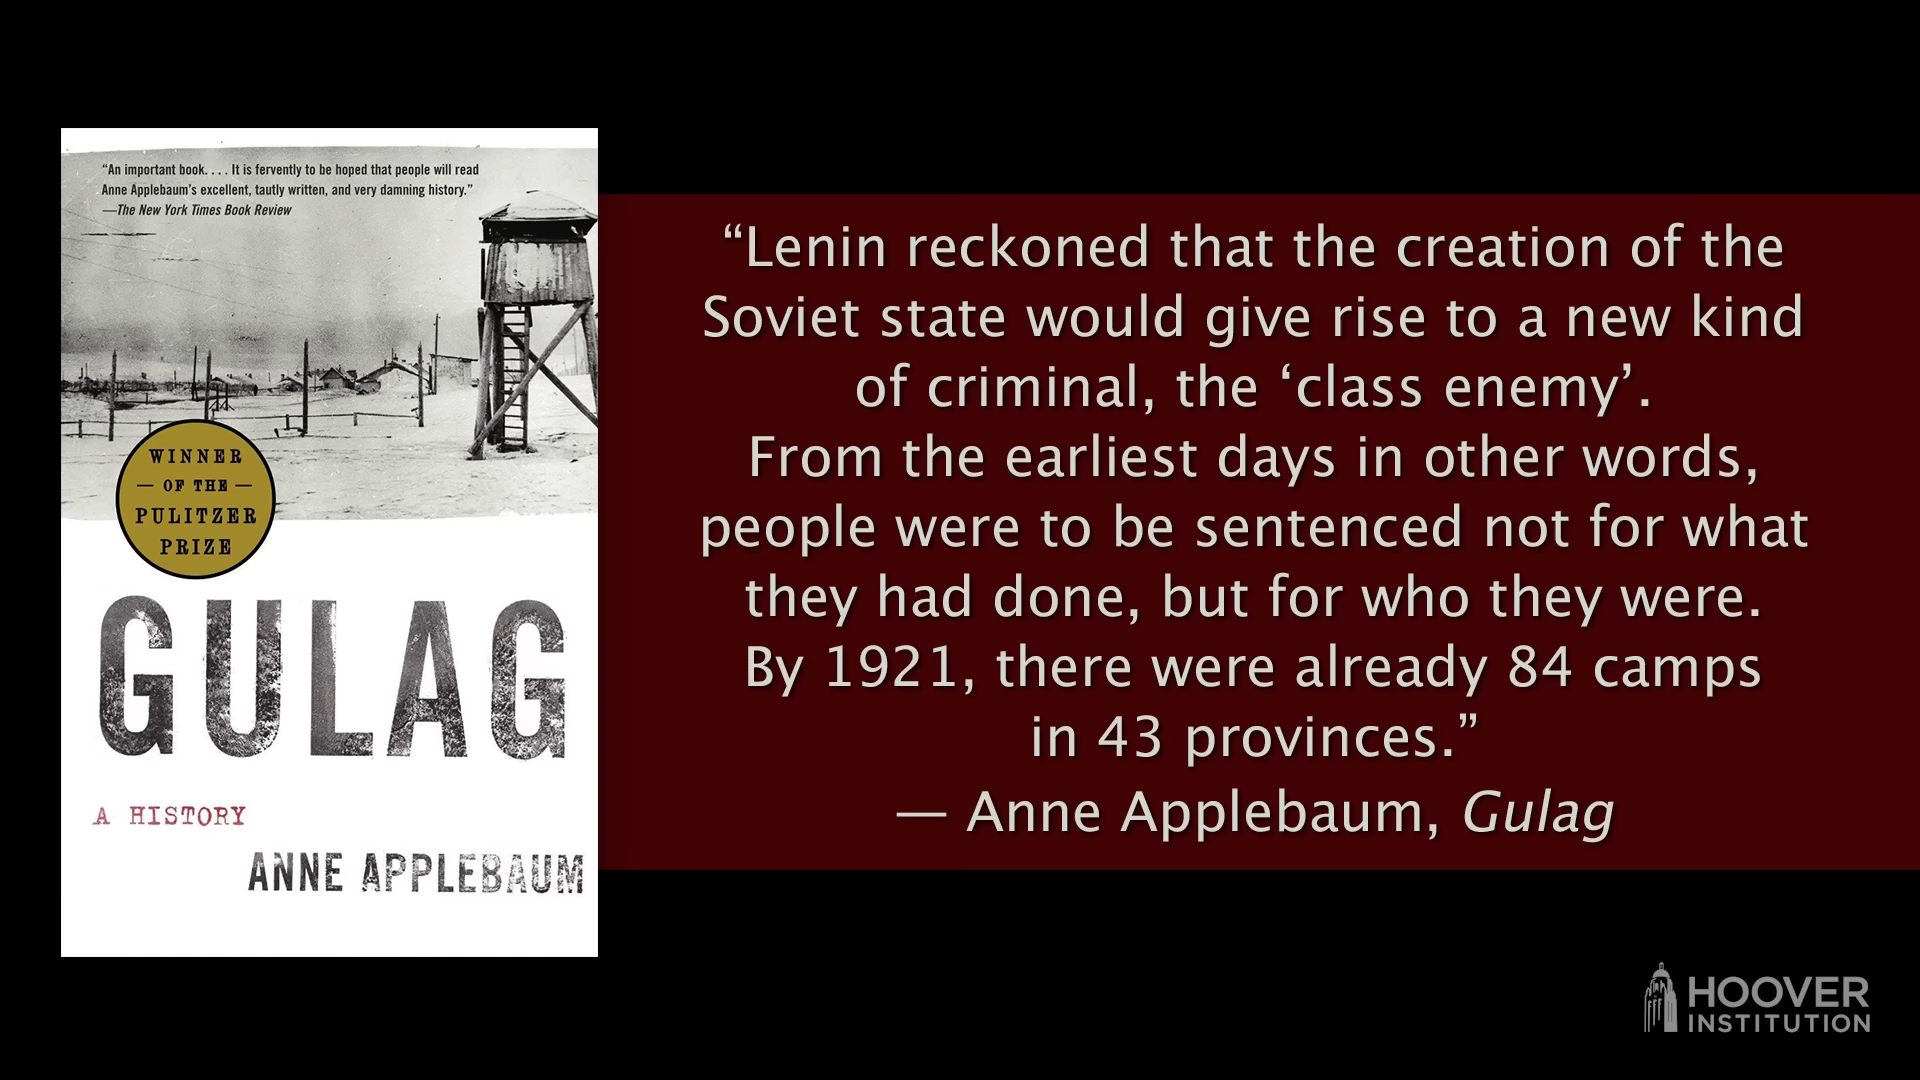 “An important book. . . . It is fervently to be hoped that people will read
Anne Applebaum’s excellent, tautly written, and very damning history.”
—The New York Times Book Review
WINNER
— OF THE —
PULITZER
PRIZE
GULAG
A HISTORY
ANNE APPLEBAUM
“Lenin reckoned that the creation of the
Soviet state would give rise to a new kind
of criminal, the ‘class enemy’.
From the earliest days in other words,
people were to be sentenced not for what
they had done, but for who they were.
By 1921, there were already 84 camps
in 43 provinces.”
— Anne Applebaum, Gulag
HOOVER
INSTITUTION